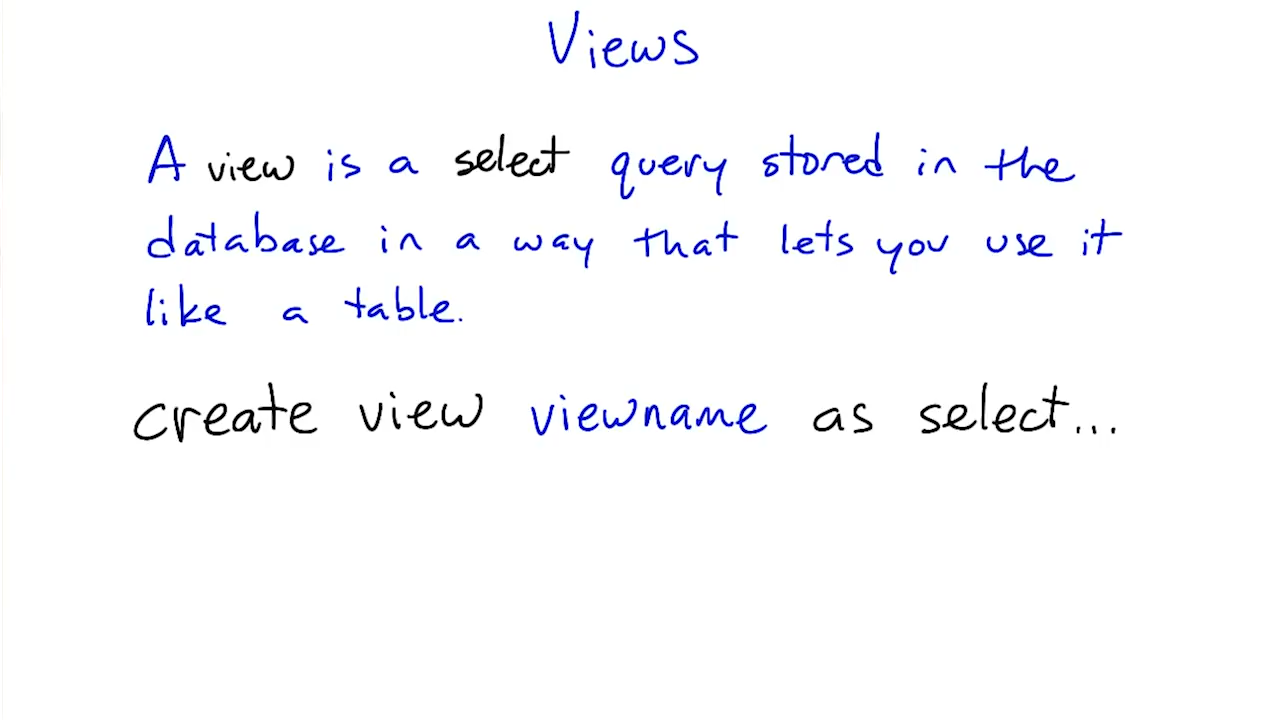 Views
A view is a select query stored in the
database in a way that lets you use it
like a table.
create view viewname as select...